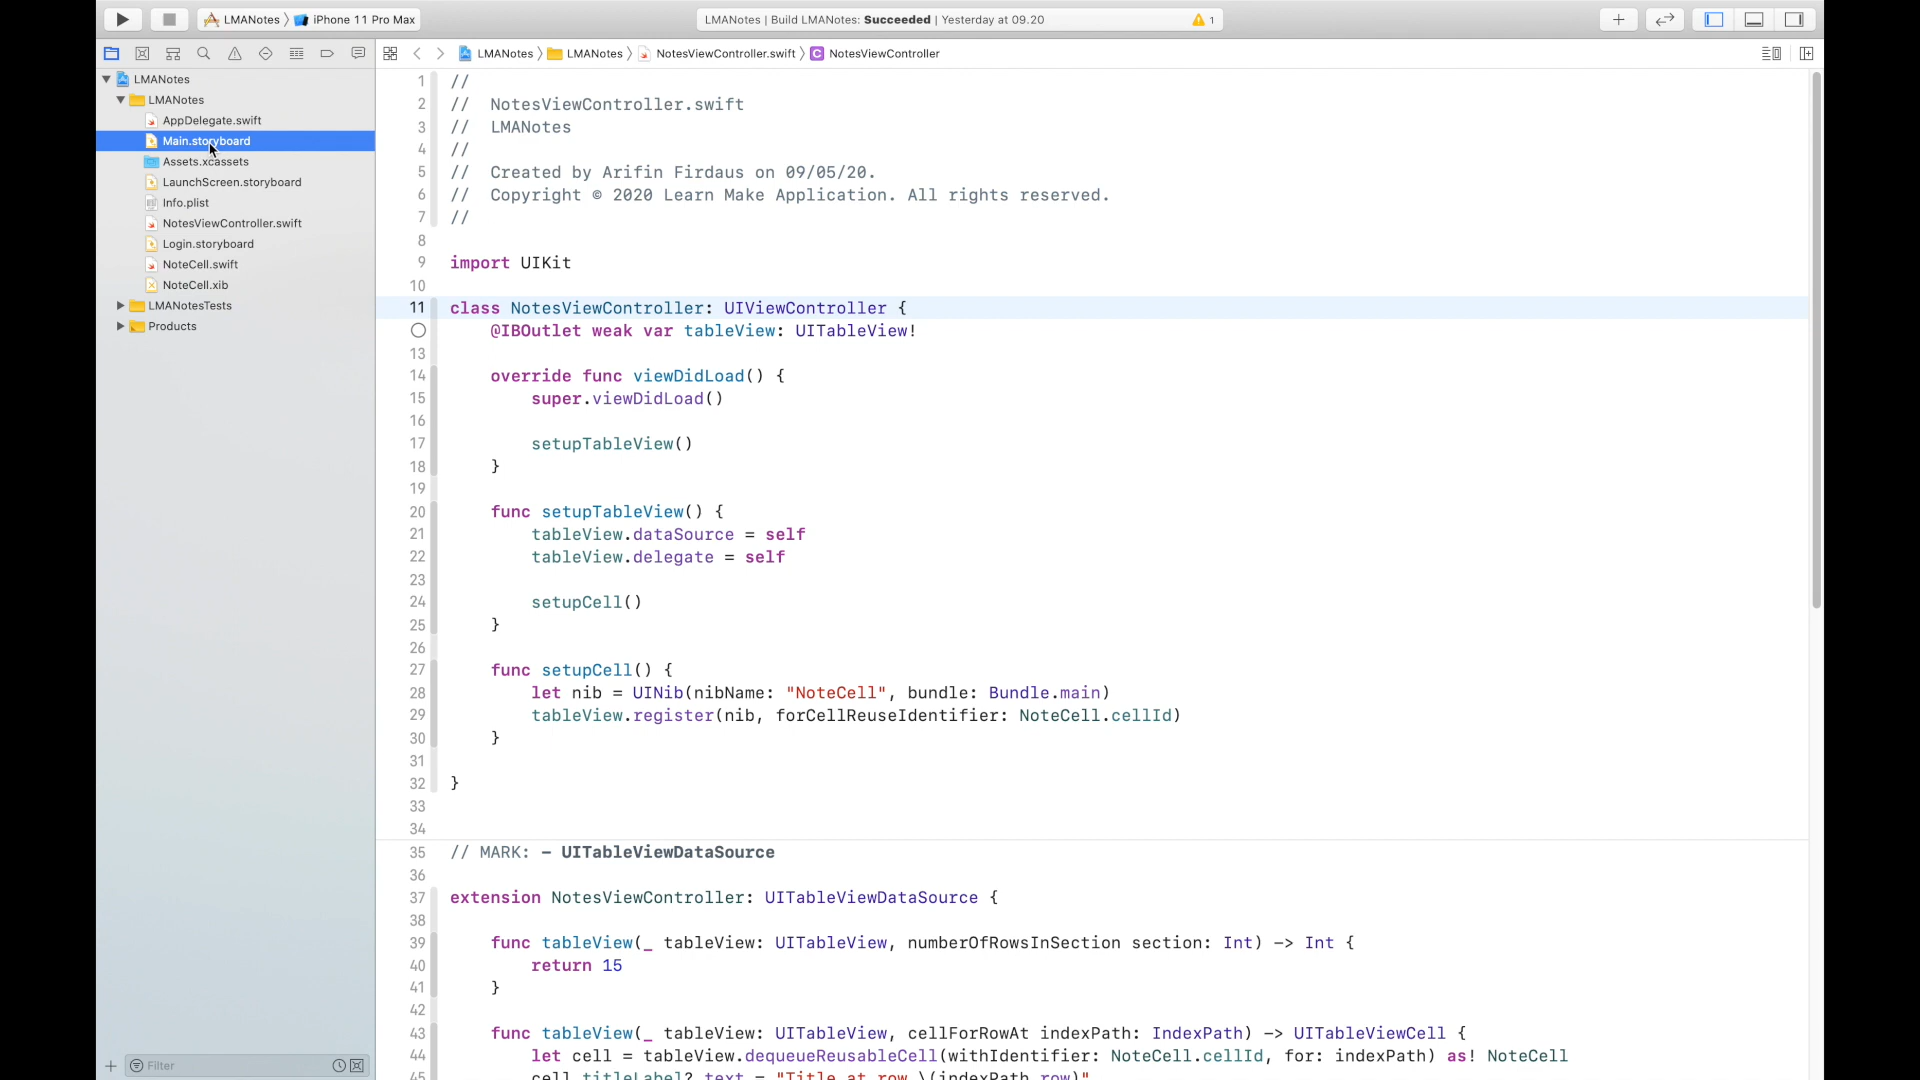 LMANotes
iPhone 11 Pro Max
LMANotes | Build LMANotes: Succeeded | Yesterday at 09.20
1
LMANotes
LMANotes
NotesViewController.swift
NotesViewController
LMANotes
LMANotes
AppDelegate.swift
Main.storyboard
Assets.xcassets
LaunchScreen.storyboard
Info.plist
NotesViewController.swift
Login.storyboard
NoteCell.swift
NoteCell.xib
LMANotesTests
Products
Filter
1 //
2 //  NotesViewController.swift
3 //  LMANotes
4 //
5 //  Created by Arifin Firdaus on 09/05/20.
6 //  Copyright © 2020 Learn Make Application. All rights reserved.
7 //
8
9 import UIKit
10
11 class NotesViewController: UIViewController {
@IBOutlet weak var tableView: UITableView!
13
14 override func viewDidLoad() {
15 super.viewDidLoad()
16
17 setupTableView()
18 }
19
20 func setupTableView() {
21 tableView.dataSource = self
22 tableView.delegate = self
23
24 setupCell()
25 }
26
27 func setupCell() {
28 let nib = UINib(nibName: "NoteCell", bundle: Bundle.main)
29 tableView.register(nib, forCellReuseIdentifier: NoteCell.cellId)
30 }
31
32 }
33
34
35 // MARK: - UITableViewDataSource
36
37 extension NotesViewController: UITableViewDataSource {
38
39 func tableView(_ tableView: UITableView, numberOfRowsInSection section: Int) -> Int {
40 return 15
41 }
42
43 func tableView(_ tableView: UITableView, cellForRowAt indexPath: IndexPath) -> UITableViewCell {
44 let cell = tableView.dequeueReusableCell(withIdentifier: NoteCell.cellId, for: indexPath) as! NoteCell
45 cell.titleLabel?.text = "Title at row \(indexPath.row)"